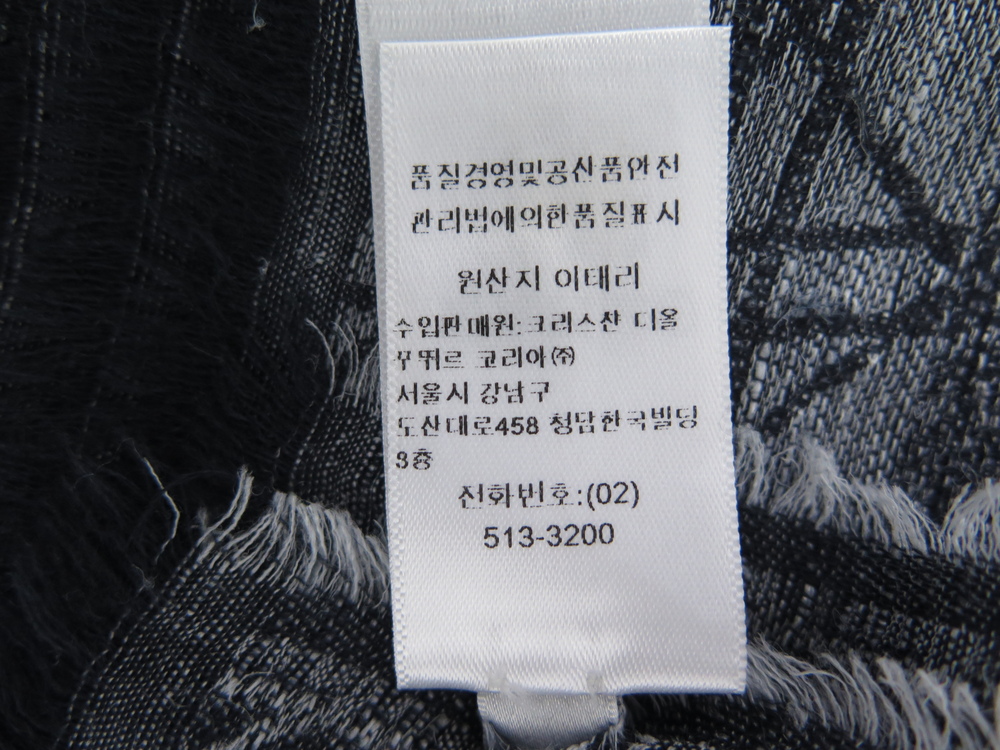 품질경영및공산품안전
관리법에의한품질표시
원산지 이태리
수입판매원:크리스챤 디올
꾸뛰르 코리아㈜
서울시 강남구
도산대로458 청담한국빌딩
3층
전화번호:(02)
513-3200